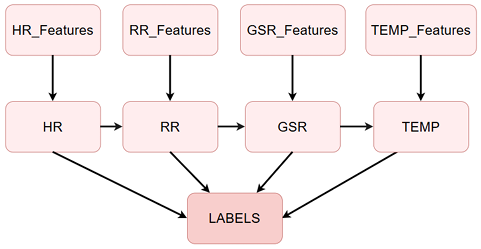 HR_Features
RR_Features
GSR_Features
TEMP_Features
HR
RR
GSR
TEMP
LABELS